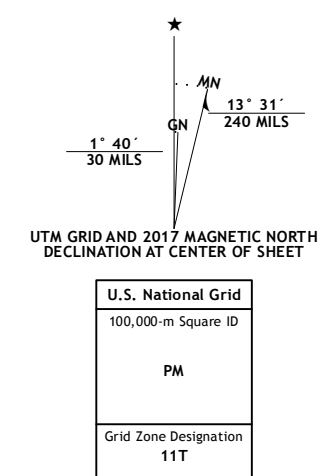 ★
MN
13° 31´
240 MILS
GN
1° 40´
30 MILS
UTM GRID AND 2017 MAGNETIC NORTH
DECLINATION AT CENTER OF SHEET
U.S. National Grid
100,000-m Square ID
PM
Grid Zone Designation
11T